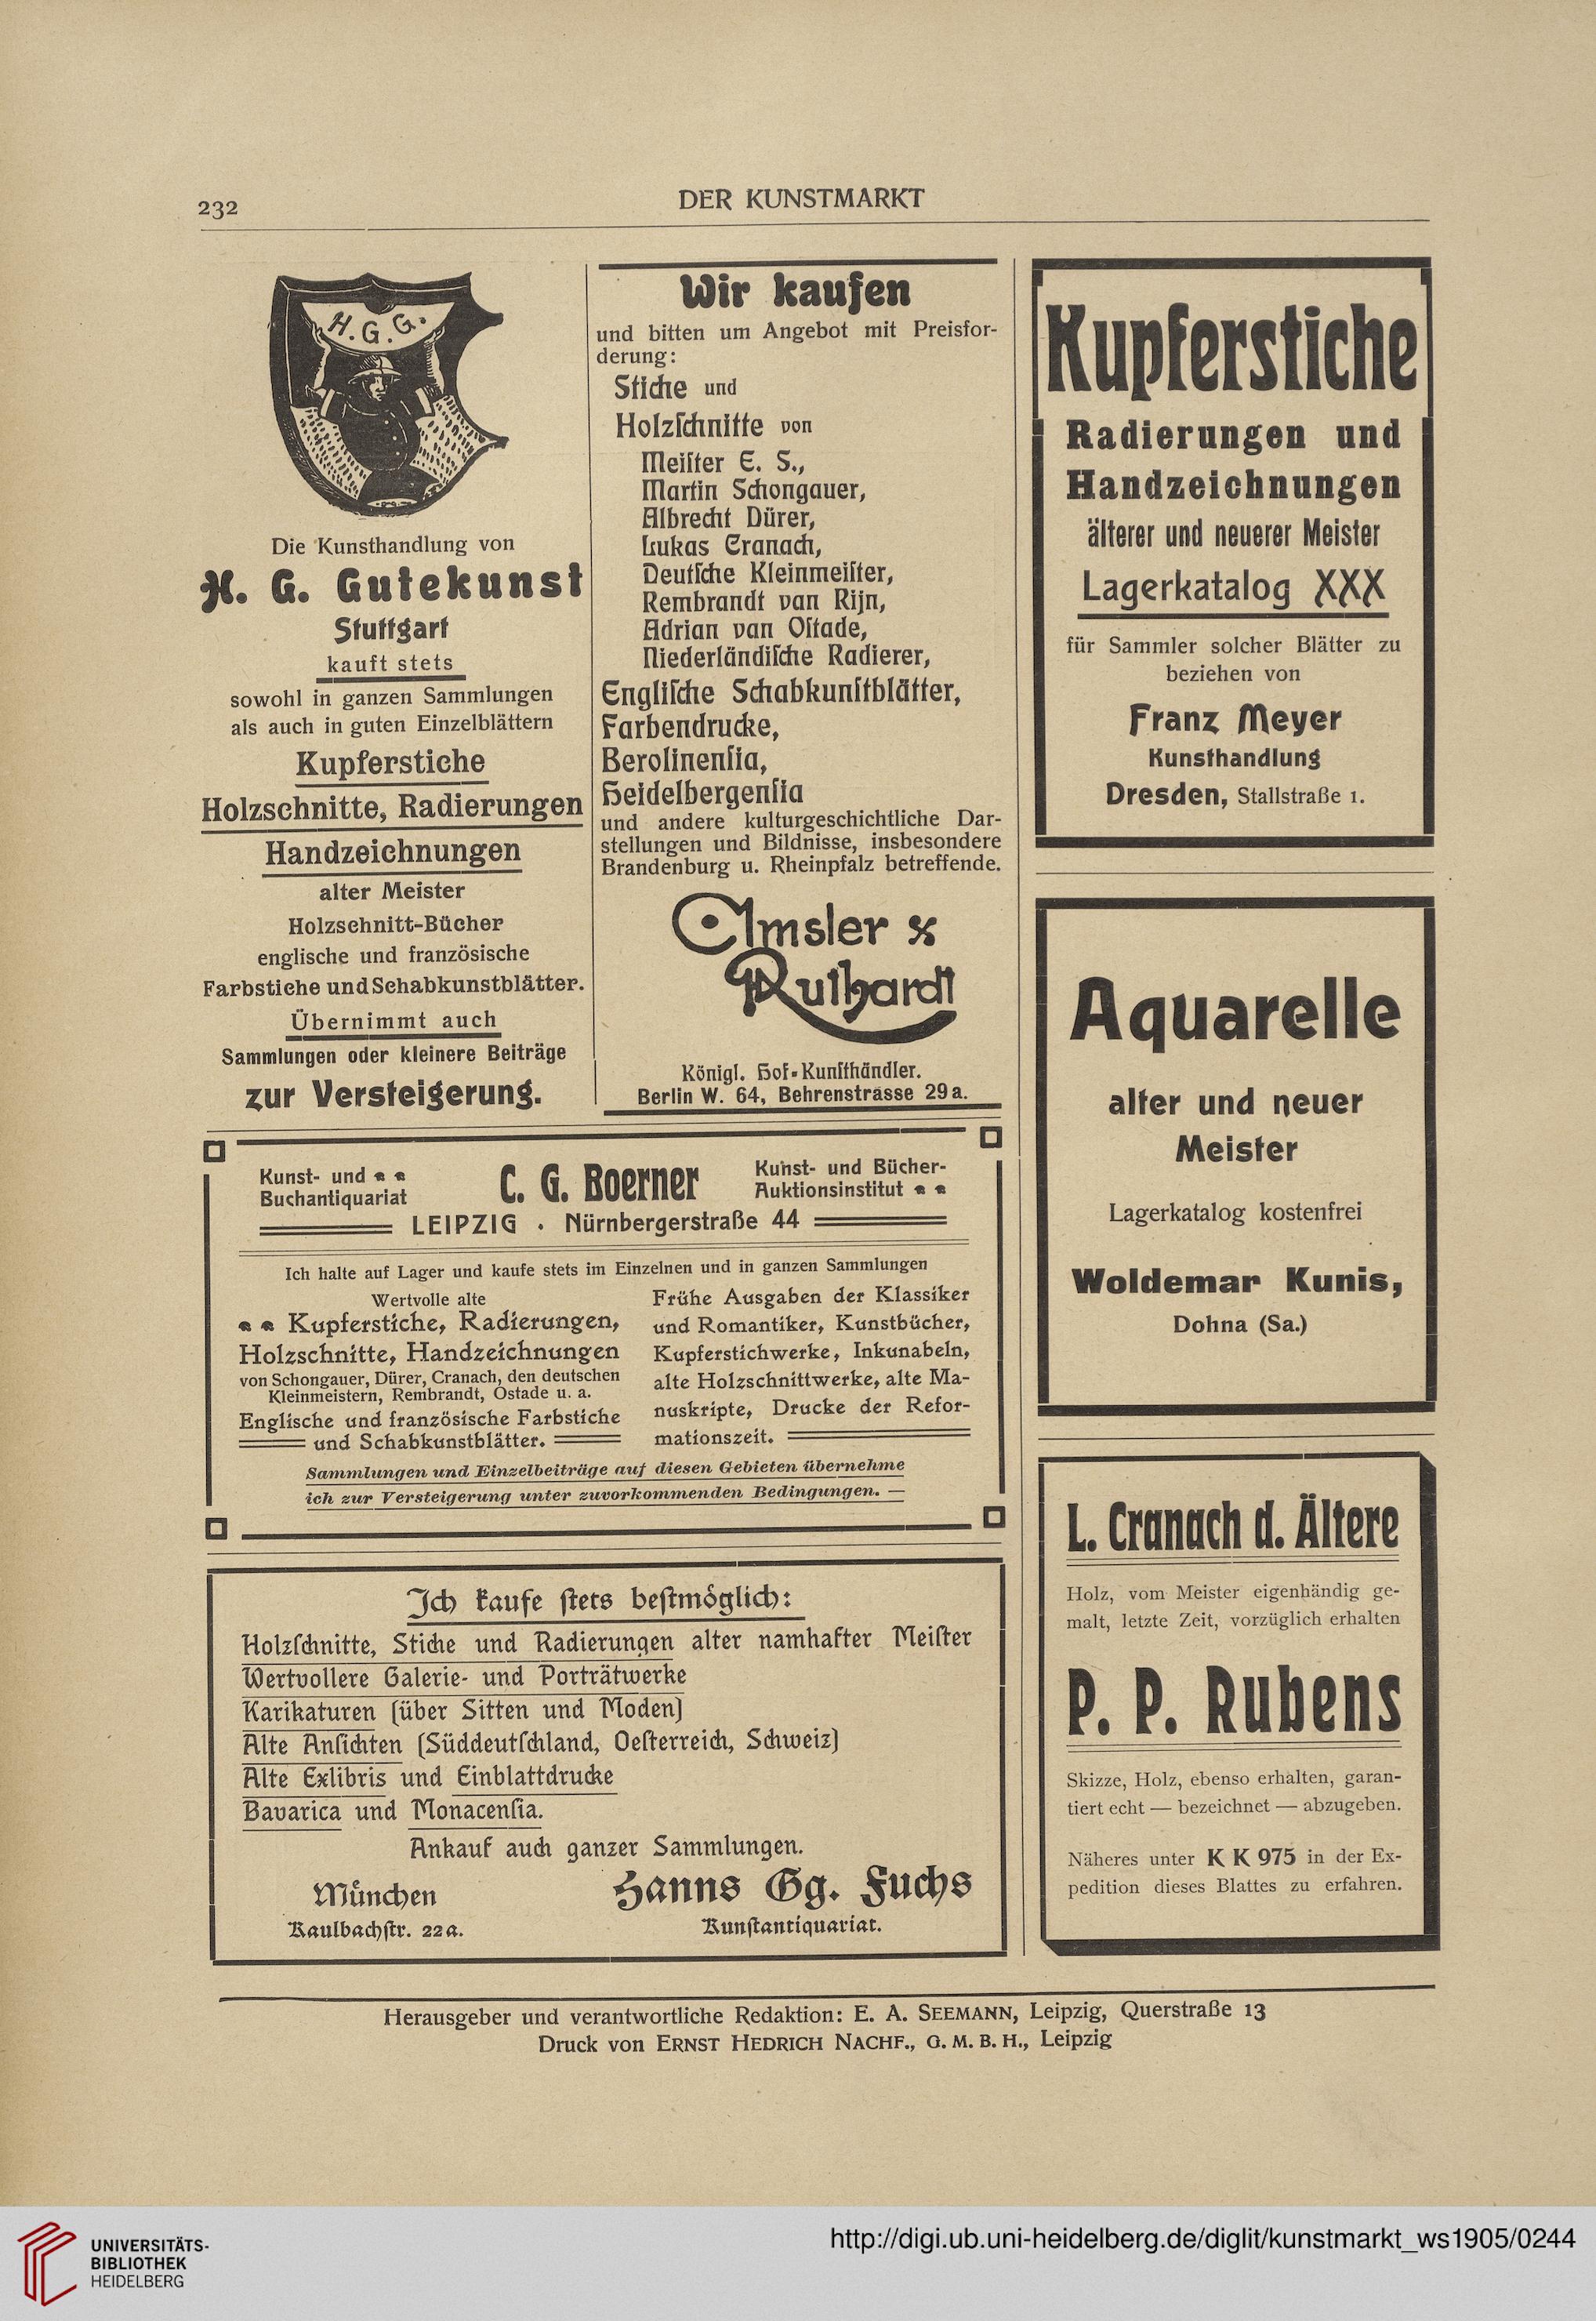 232
DER KUNSTMARKT
H. G. G.
Die Kunsthandlung von
H. G. Gutekunst
Stuttgart
kauft stets
sowohl in ganzen Sammlungen
als auch in guten Einzelblättern
Kupferstiche
Holzschnitte, Radierungen
Handzeichnungen
alter Meister
Holzschnitt-Bücher
englische und französische
Farbstiche und Schabkunstblätter.
Übernimmt auch
Sammlungen oder kleinere Beiträge
zur Versteigerung.
Wir kaufen
und bitten um Angebot mit Preisfor-
derung:
Stiche und
Holzſchnitte von
Meiſter E. S.,
Martin Schongauer,
Albrecht Dürer,
Lukas Cranach,
Deutſche Kleinmeiſter,
Rembrandt van Rijn,
Adrian van Oſtade,
Niederländiſche Radierer,
Engliſche Schabkunſtblätter,
Farbendrucke,
Berolinenſia,
Heidelbergenſia
und andere kulturgeschichtliche Dar-
stellungen und Bildnisse, insbesondere
Brandenburg u. Rheinpfalz betreffende.
Amsler &
Ruthardt
Königl. Hof-Kunſthändler.
Berlin W. 64, Behrenstrasse 29a.
Kupferstiche
Radierungen und
Handzeichnungen
älterer und neuerer Meister
Lagerkatalog XXX
für Sammler solcher Blätter zu
beziehen von
Franz Meyer
Kunsthandlung
Dresden, Stallstraße 1.
Aquarelle
alter und neuer
Meister
Lagerkatalog kostenfrei
Woldemar Kunis,
Dohna (Sa.)
L. Cranach d. Ältere
Holz, vom Meister eigenhändig ge-
malt, letzte Zeit, vorzüglich erhalten
P. P. Rubens
Skizze, Holz, ebenso erhalten, garan-
tiert echt — bezeichnet — abzugeben.
Näheres unter K K 975 in der Ex-
pedition dieses Blattes zu erfahren.
Kunst- und
Buchantiquariat
C. G. Boerner
Kunst- und Bücher-
Auktionsinstitut
LEIPZIG . Nürnbergerstraße 44
Ich halte auf Lager und kaufe stets im Einzelnen und in ganzen Sammlungen
Wertvolle alte
Kupferstiche, Radierungen,
Holzschnitte, Handzeichnungen
von Schongauer, Dürer, Cranach, den deutschen
Kleinmeistern, Rembrandt, Ostade u. a.
Englische und französische Farbstiche
und Schabkunstblätter.
Frühe Ausgaben der Klassiker
und Romantiker, Kunstbücher,
Kupferstichwerke, Inkunabeln,
alte Holzschnittwerke, alte Ma-
nuskripte, Drucke der Refor-
mationszeit.
Sammlungen und Einzelbeiträge auf diesen Gebieten übernehme
ich zur Versteigerung unter zuvorkommenden Bedingungen. —
Ich kaufe ſtets beſtmöglich:
Holzſchnitte, Stiche und Radierungen alter namhafter Meiſter
Wertvollere Galerie- und Porträtwerke
Karikaturen (über Sitten und Moden)
Alte Anſichten (Süddeutſchland, Oeſterreich, Schweiz)
Alte Exlibris und Einblattdrucke
Bavarica und Monacenſia.
Ankauf auch ganzer Sammlungen.
München
Kaulbachſtr. 22a.
Hanns Gg. Fuchs
Kunſtantiquariat.
Herausgeber und verantwortliche Redaktion: E. A. SEEMANN, Leipzig, Querstraße 13
Druck von ERNST HEDRICH NACHF., G. M. B. H., Leipzig
UNIVERSITÄTS-
BIBLIOTHEK
HEIDELBERG
http://digi.ub.uni-heidelberg.de/diglit/kunstmarkt_ws1905/0244